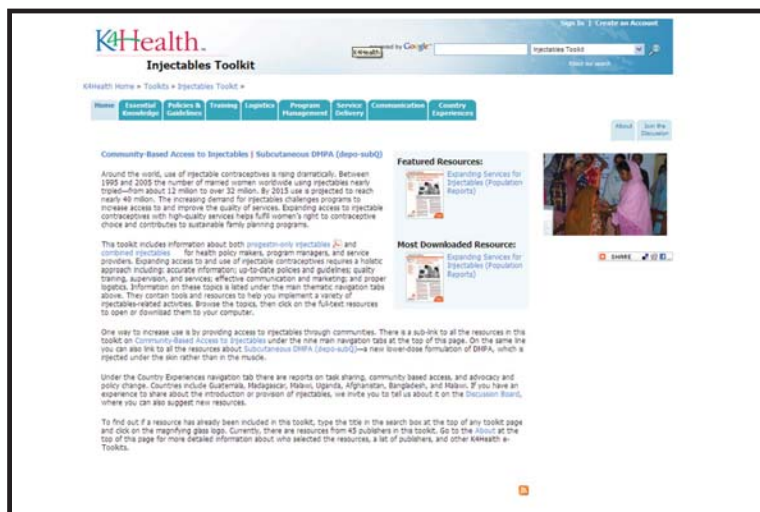 Sign In | Create an Account
K4Health
powered by Google™
K4Health
Injectables Toolkit
Injectables Toolkit
K4Health Home » Toolkits » Injectables Toolkit »
Home
Essential Knowledge
Policies & Guidelines
Training
Logistics
Program Management
Service Delivery
Communication
Country Experiences
About
Join the Discussion
Community-Based Access to Injectables | Subcutaneous DMPA (depo-subQ)
Around the world, use of injectable contraceptives is rising dramatically. Between
1995 and 2005 the number of married women worldwide using injectables nearly
tripled—from about 12 million to over 32 million. By 2015 use is projected to reach
nearly 40 million. The increasing demand for injectables challenges programs to
increase access to and improve the quality of services. Expanding access to injectable
contraceptives with high-quality services helps fulfill women's right to contraceptive
choice and contributes to sustainable family planning programs.
This toolkit includes information about both progestin-only injectables and
combined injectables for health policy makers, program managers, and service
providers. Expanding access to and use of injectable contraceptives requires a holistic
approach including: accurate information; up-to-date policies and guidelines; quality
training, supervision, and services; effective communication and marketing; and proper
logistics. Information on these topics is listed under the main thematic navigation tabs
above. They contain tools and resources to help you implement a variety of
injectables-related activities. Browse the topics, then click on the full-text resources
to open or download them to your computer.
Featured Resources:
Expanding Services for
Injectables (Population
Reports)
Most Downloaded Resource:
Expanding Services for
Injectables (Population
Reports)
SHARE
One way to increase use is by providing access to injectables through communities. There is a sub-link to all the resources in this
toolkit on Community-Based Access to Injectables under the nine main navigation tabs at the top of this page. On the same line
you can also link to all the resources about Subcutaneous DMPA (depo-subQ)—a new lower-dose formulation of DMPA, which is
injected under the skin rather than in the muscle.
Under the Country Experiences navigation tab there are reports on task sharing, community based access, and advocacy and
policy change. Countries include Guatemala, Madagascar, Malawi, Uganda, Afghanistan, Bangladesh, and Malawi. If you have an
experience to share about the introduction or provision of injectables, we invite you to tell us about it on the Discussion Board,
where you can also suggest new resources.
To find out if a resource has already been included in this toolkit, type the title in the search box at the top of any toolkit page
and click on the magnifying glass logo. Currently, there are resources from 45 publishers in this toolkit. Go to the About at the
top of this page for more detailed information about who selected the resources, a list of publishers, and other K4Health e-
Toolkits.